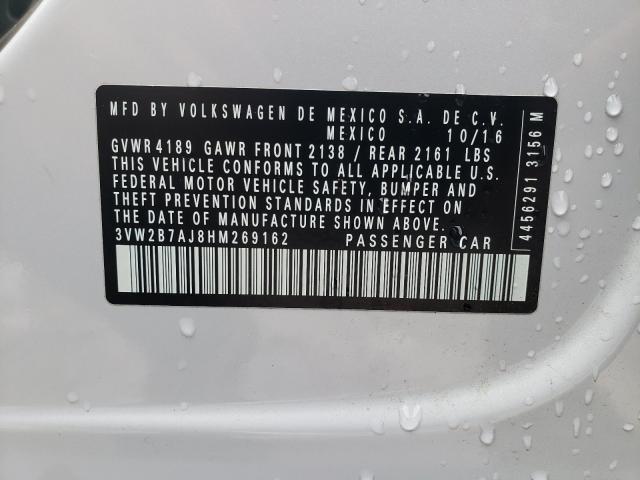 MFD BY VOLKSWAGEN DE MEXICO S.A. DE C.V.
MEXICO 10/16
GVWR 4189 GAWR FRONT 2138 / REAR 2161 LBS
THIS VEHICLE CONFORMS TO ALL APPLICABLE U.S.
FEDERAL MOTOR VEHICLE SAFETY, BUMPER AND
THEFT PREVENTION STANDARDS IN EFFECT ON
THE DATE OF MANUFACTURE SHOWN ABOVE.
3VW2B7AJ8HM269162 PASSENGER CAR
4456291 3156 M